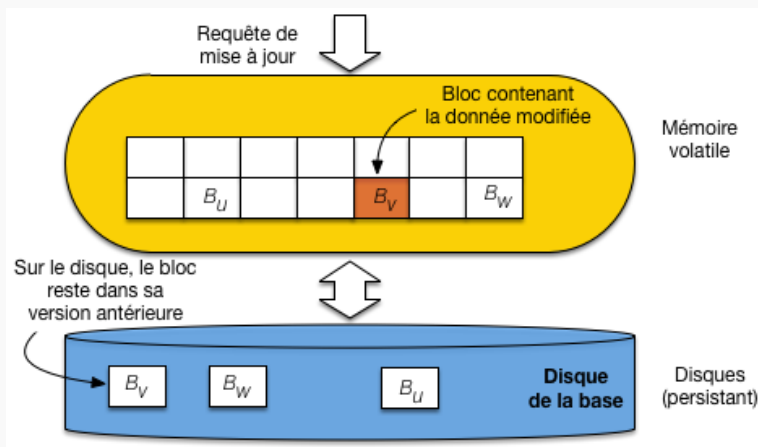 Requête de
mise à jour
Bloc contenant
la donnée modifiée
Mémoire
volatile
BU BV BW
Sur le disque, le bloc
reste dans sa
version antérieure
BV BW BU
Disque
de la base
Disques
(persistant)